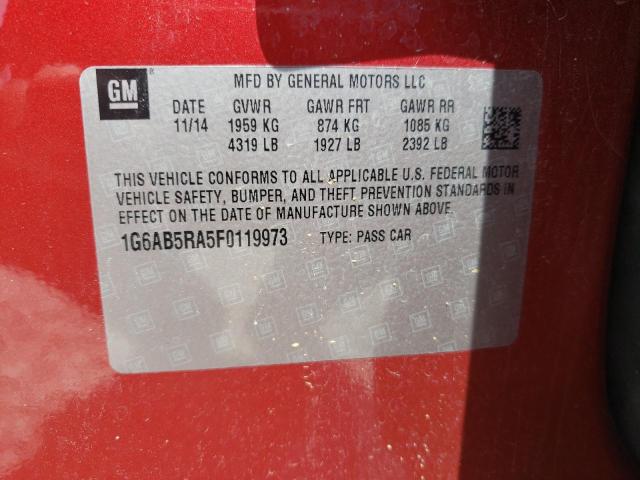 GM
®
MFD BY GENERAL MOTORS LLC
DATE GVWR GAWR FRT GAWR RR
11/14 1959 KG 874 KG 1085 KG
4319 LB 1927 LB 2392 LB
THIS VEHICLE CONFORMS TO ALL APPLICABLE U.S. FEDERAL MOTOR
VEHICLE SAFETY, BUMPER, AND THEFT PREVENTION STANDARDS IN
EFFECT ON THE DATE OF MANUFACTURE SHOWN ABOVE.
1G6AB5RA5F0119973 TYPE: PASS CAR